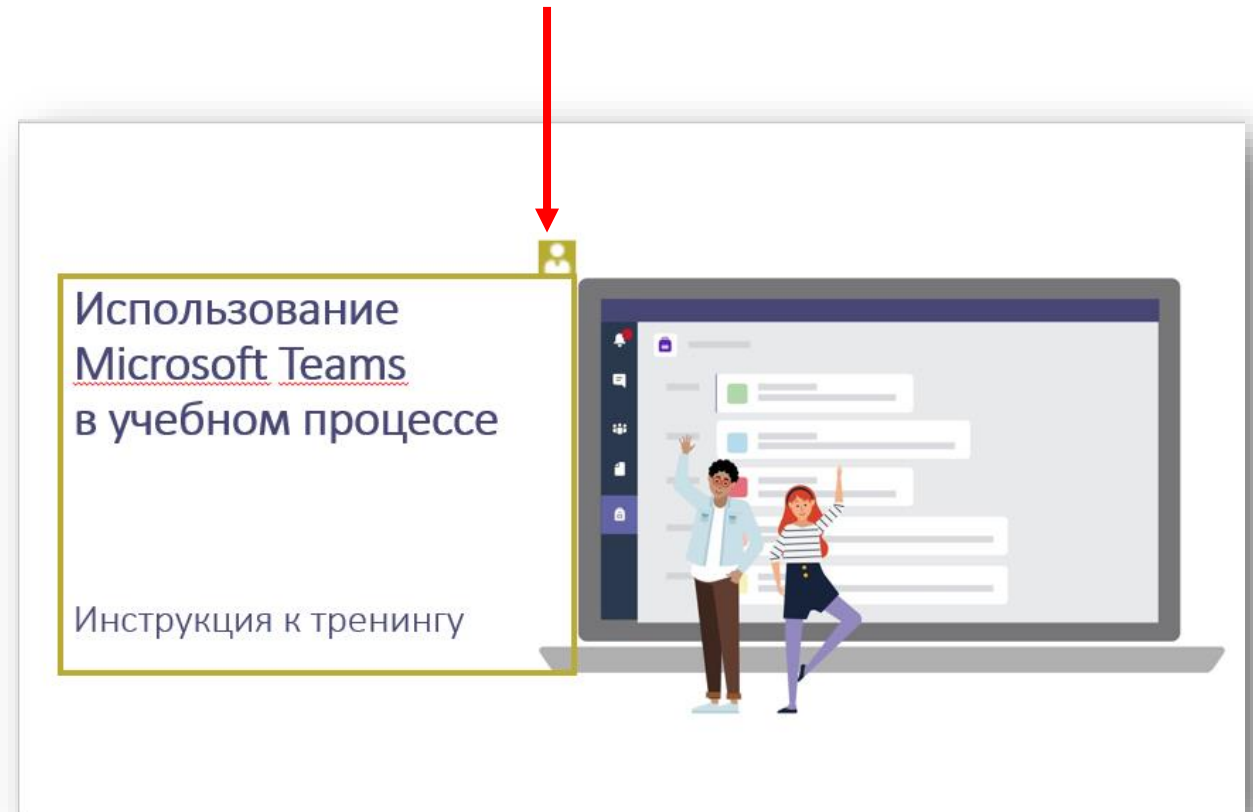 Использование
Microsoft Teams
в учебном процессе
Инструкция к тренингу